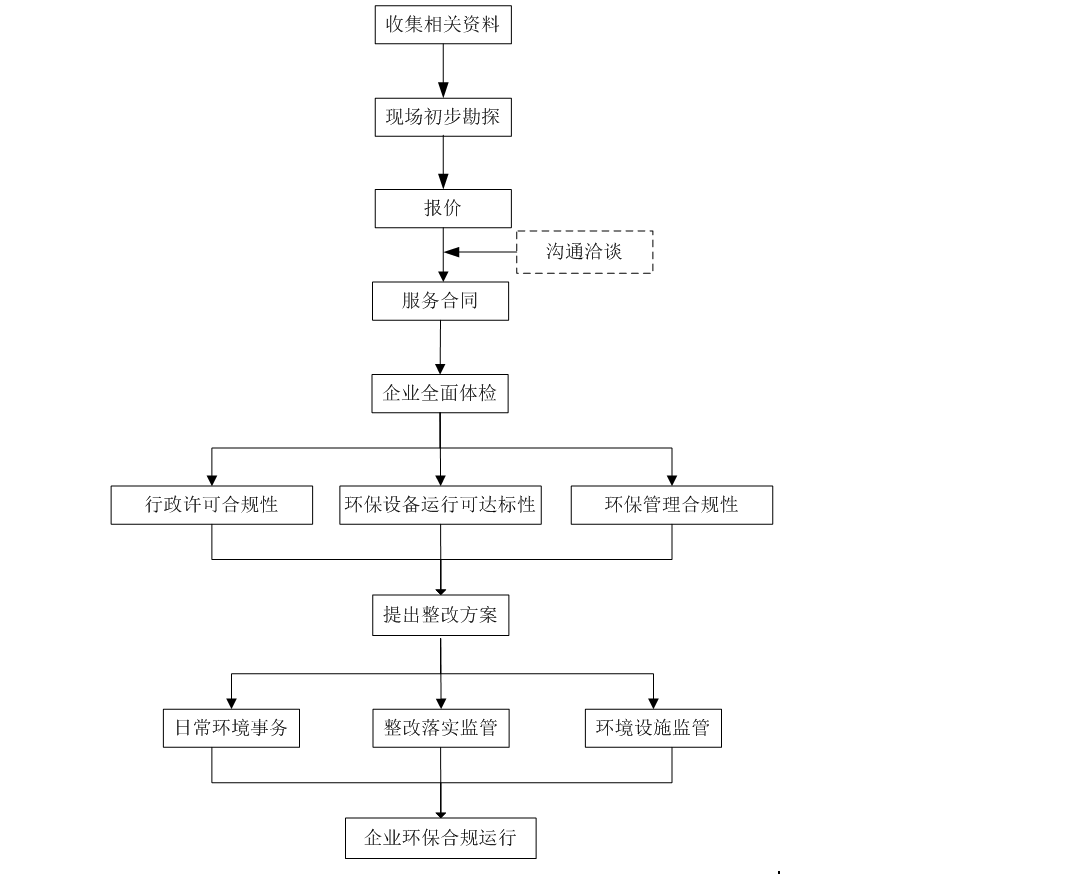 收集相关资料
现场初步勘探
报价
沟通洽谈
服务合同
企业全面体检
行政许可合规性
环保设备运行可达标性
环保管理合规性
提出整改方案
日常环境事务
整改落实监管
环境设施监管
企业环保合规运行